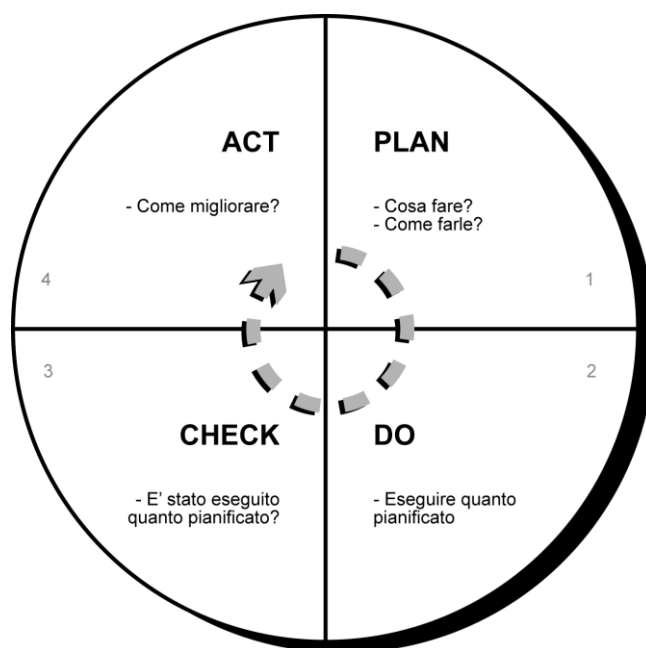 ACT
- Come migliorare?
4
PLAN
- Cosa fare?
- Come farle?
1
3
CHECK
- E' stato eseguito
quanto pianificato?
2
DO
- Eseguire quanto
pianificato